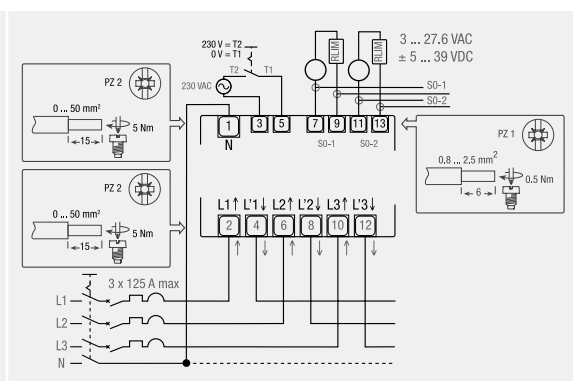 230 V = T2
0 V = T1
T2 T1
230 VAC
RLIM
RLIM
3 ... 27.6 VAC
± 5 ... 39 VDC
S0-1
S0-2
PZ 2
0 ... 50 mm²
15
5 Nm
1 3 5 7 9 11 13
N S0-1 S0-2
PZ 1
0,8 ... 2,5 mm²
6
0.5 Nm
PZ 2
0 ... 50 mm²
15
5 Nm
L1↑ L'1↓ L2↑ L'2↓ L3↑ L'3↓
2 4 6 8 10 12
3 x 125 A max
L1
L2
L3
N